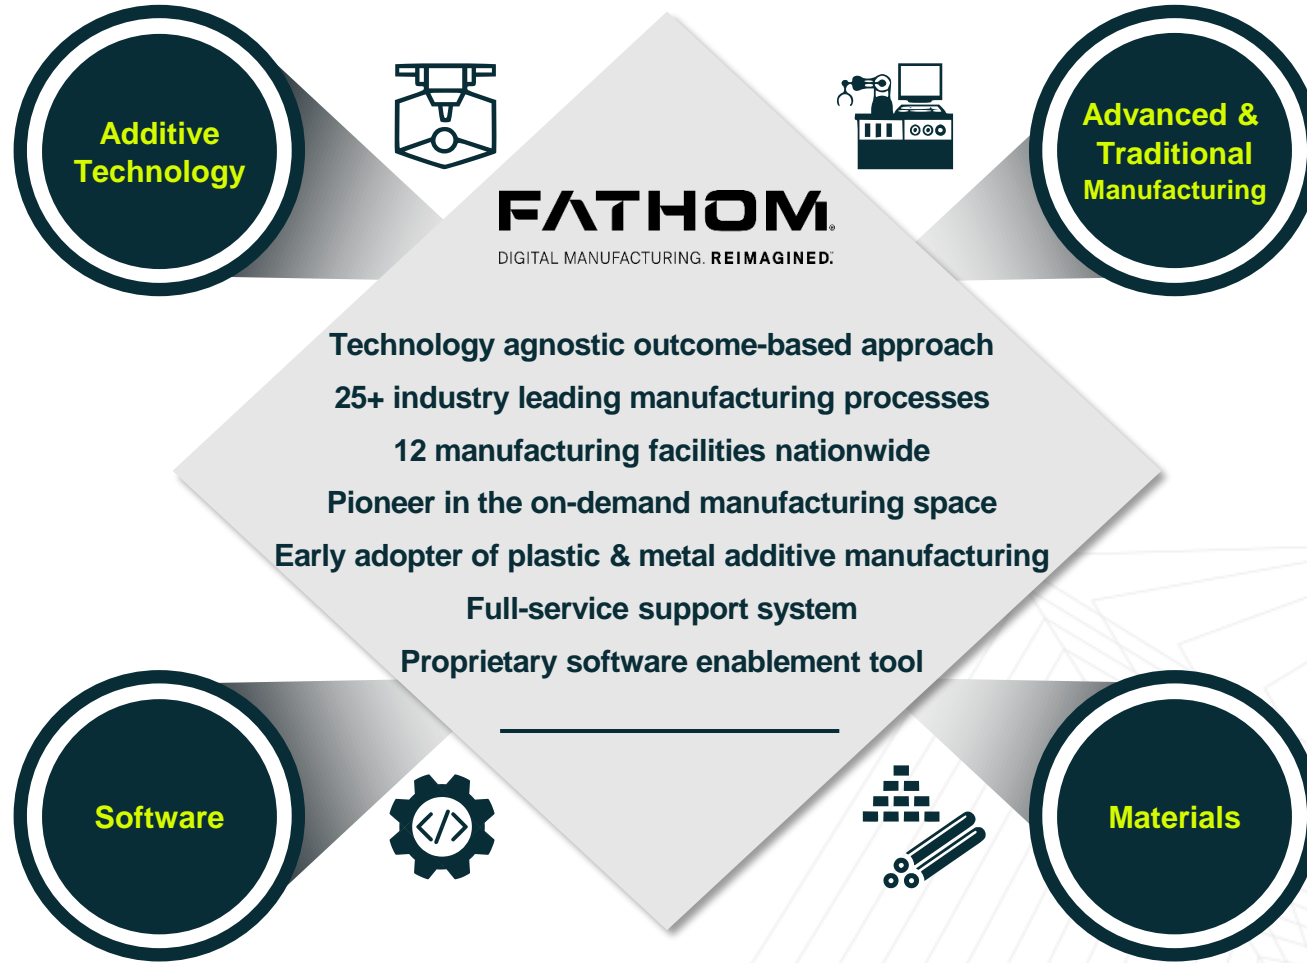 Additive
Technology
Advanced &
Traditional
Manufacturing
FATHOM®
DIGITAL MANUFACTURING. REIMAGINED.™
Technology agnostic outcome-based approach
25+ industry leading manufacturing processes
12 manufacturing facilities nationwide
Pioneer in the on-demand manufacturing space
Early adopter of plastic & metal additive manufacturing
Full-service support system
Proprietary software enablement tool
Software
</>
Materials